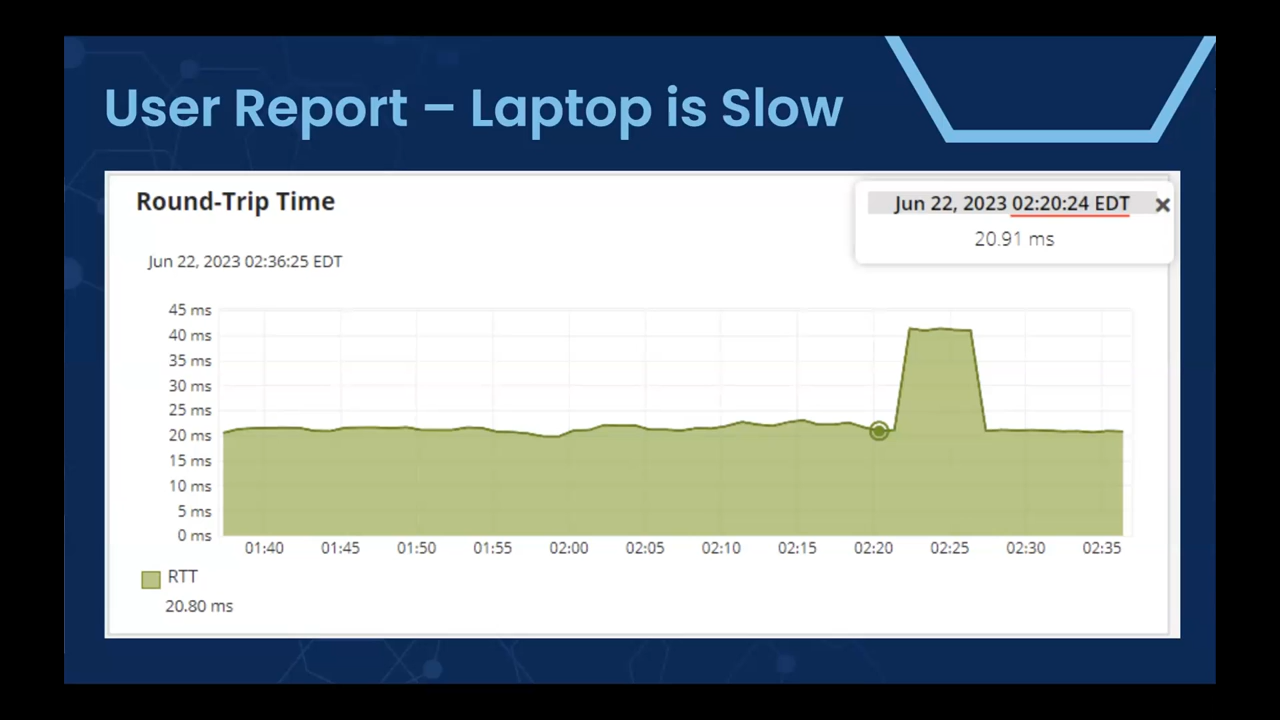 User Report – Laptop is Slow
Round-Trip Time
Jun 22, 2023 02:20:24 EDT
20.91 ms
Jun 22, 2023 02:36:25 EDT
45 ms
40 ms
35 ms
30 ms
25 ms
20 ms
15 ms
10 ms
5 ms
0 ms
01:40 01:45 01:50 01:55 02:00 02:05 02:10 02:15 02:20 02:25 02:30 02:35
RTT
20.80 ms